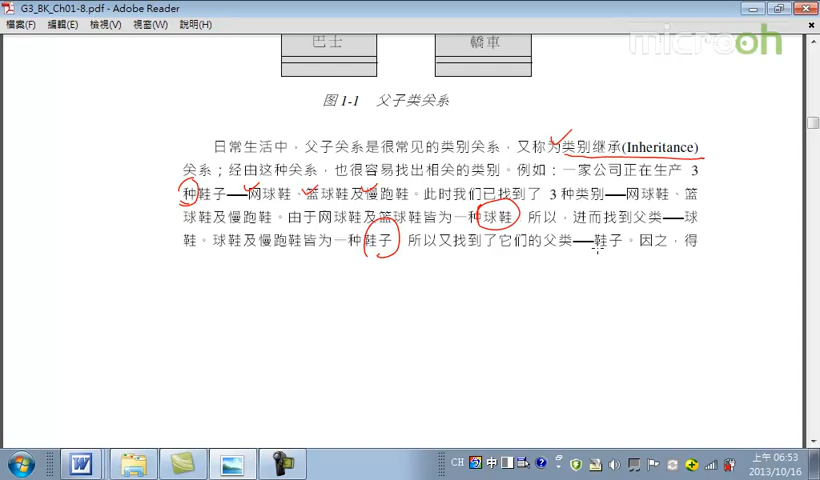 G3_BK_Ch01-8.pdf - Adobe Reader
檔案(F) 編輯(E) 檢視(V) 視窗(W) 說明(H)
microoh
巴士 轎車
图 1-1 父子类关系
日常生活中，父子关系是很常见的类别关系，又称为类别继承(Inheritance)
关系；经由这种关系，也很容易找出相关的类别。例如：一家公司正在生产 3
种鞋子──网球鞋、篮球鞋及慢跑鞋。此时我们已找到了 3 种类别──网球鞋、篮
球鞋及慢跑鞋。由于网球鞋及篮球鞋皆为一种球鞋 所以，进而找到父类──球
鞋。球鞋及慢跑鞋皆为一种鞋子 所以又找到了它们的父类──鞋子。因之，得
CH 中
上午 06:53
2013/10/16